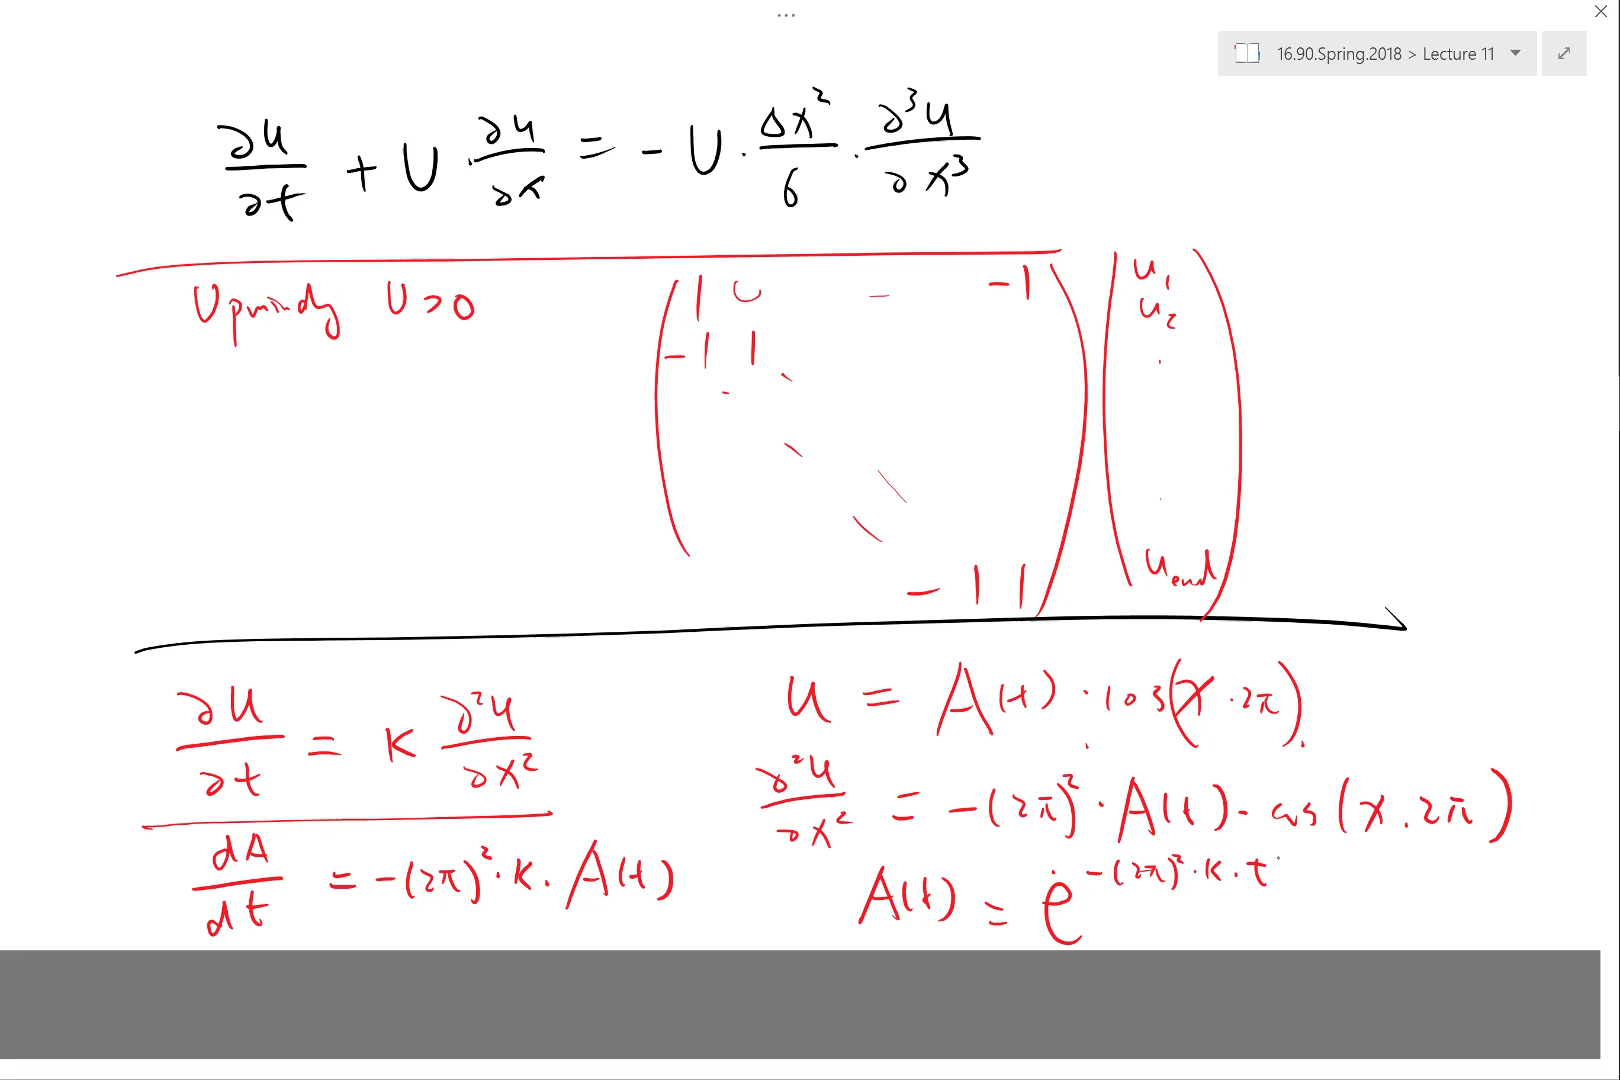 ...
16.90.Spring.2018 > Lecture 11
∂u/∂t + U · ∂u/∂x = - U · Δx²/6 · ∂³u/∂x³
U>0
1 0 - -1
-1 1
-1 1
u₁
u₂
u_end
∂u/∂t = K ∂²u/∂x²
u = A(t) · cos(x · 2π)
∂²u/∂x² = -(2π)² · A(t) · cos(x · 2π)
dA/dt = -(2π)² · K · A(t)
A(t) = e^{-(2π)² · K · t}